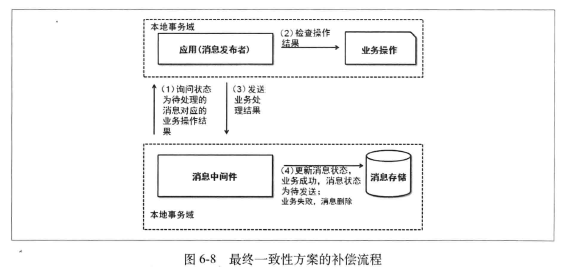 本地事务域
应用(消息发布者)
(2)检查操作
结果
业务操作
(1)询问状态
为待处理的
消息对应的
业务操作结
果
(3)发送
业务处
理结果
消息中间件
(4)更新消息状态,
业务成功，消息状态
为待发送；
业务失败，消息删除
消息存储
本地事务域
图 6-8 最终一致性方案的补偿流程